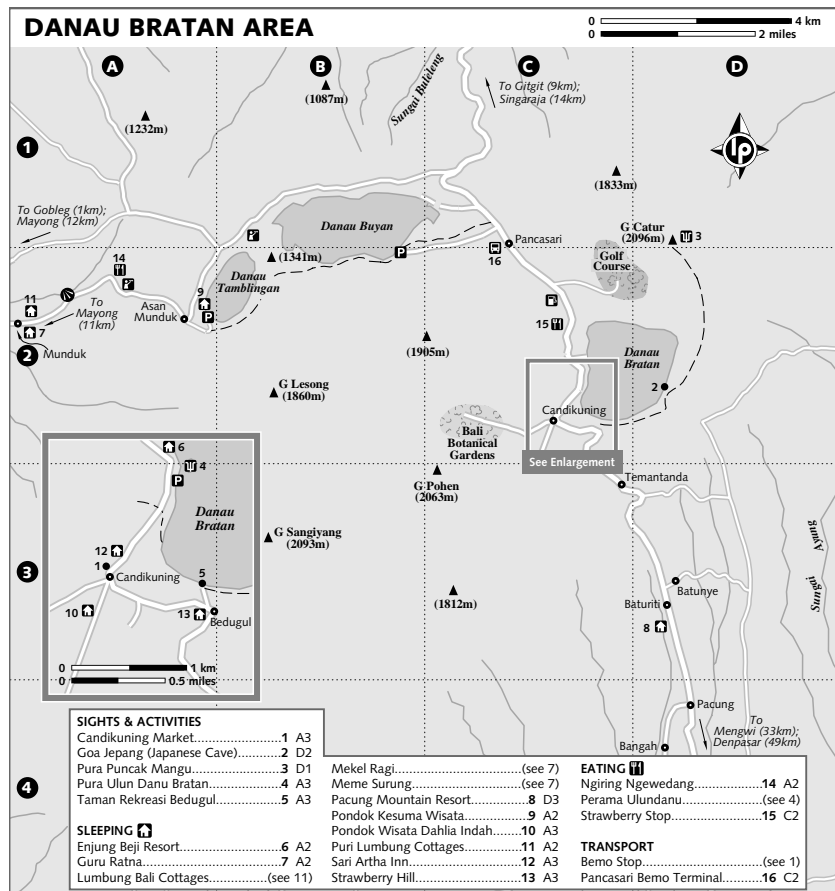 DANAU BRATAN AREA
0 4 km
0 2 miles
A B C D
1
2
3
4
(1232m)
(1087m)
Sungai Buleleng
To Gitgit (9km);
Singaraja (14km)
lp
(1833m)
To Gobleg (1km);
Mayong (12km)
Danau Buyan
P
Pancasari
16
G Catur
(2096m)
3
Golf
Course
(1341m)
14
Danau
Tamblingan
9
P
Asan
Munduk
11
To
Mayong
(11km)
7
Munduk
15
(1905m)
Danau
Bratan
2
G Lesong
(1860m)
Candikuning
Bali
Botanical
Gardens
See Enlargement
G Pohen
(2063m)
Temantanda
6
4
P
Danau
Bratan
G Sangiyang
(2093m)
12
1
Candikuning
5
10
13
Bedugul
0 1 km
0 0.5 miles
(1812m)
Sungai Ayung
Batunye
Baturiti
8
Pacung
To
Mengwi (33km);
Denpasar (49km)
Bangah
SIGHTS & ACTIVITIES
Candikuning Market...........................1 A3
Goa Jepang (Japanese Cave)..........2 D2
Pura Puncak Mangu.........................3 D1
Pura Ulun Danu Bratan...................4 A3
Taman Rekreasi Bedugul................5 A3
SLEEPING
Enjung Beji Resort............................6 A2
Guru Ratna.......................................7 A2
Lumbung Bali Cottages..........(see 11)
Mekel Ragi..................................(see 7)
Meme Surung.............................(see 7)
Pacung Mountain Resort...............8 D3
Pondok Kesuma Wisata.................9 A2
Pondok Wisata Dahlia Indah......10 A3
Puri Lumbung Cottages...............11 A2
Sari Artha Inn................................12 A3
Strawberry Hill..............................13 A3
EATING
Ngiring Ngewedang....................14 A2
Perama Ulundanu......................(see 4)
Strawberry Stop...........................15 C2
TRANSPORT
Bemo Stop...................................(see 1)
Pancasari Bemo Terminal...........16 C2